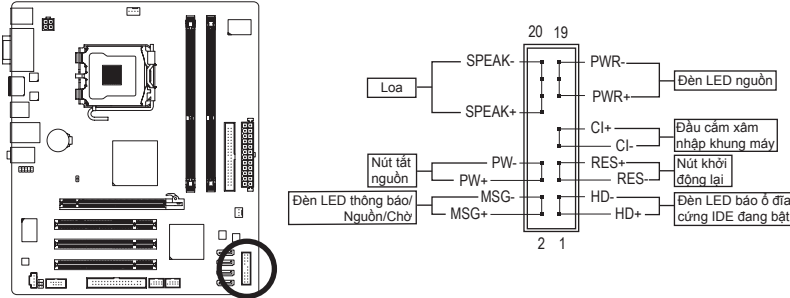 20 19
SPEAK-
PWR-
Loa
Đèn LED nguồn
SPEAK+
PWR+
CI+
Đầu cắm xâm
nhập khung máy
CI-
Nút tắt
nguồn
PW-
RES+
Nút khởi
động lại
PW+
RES-
Đèn LED thông báo/
Nguồn/Chờ
MSG-
HD-
Đèn LED báo ổ đĩa
cứng IDE đang bật
MSG+
HD+
2 1